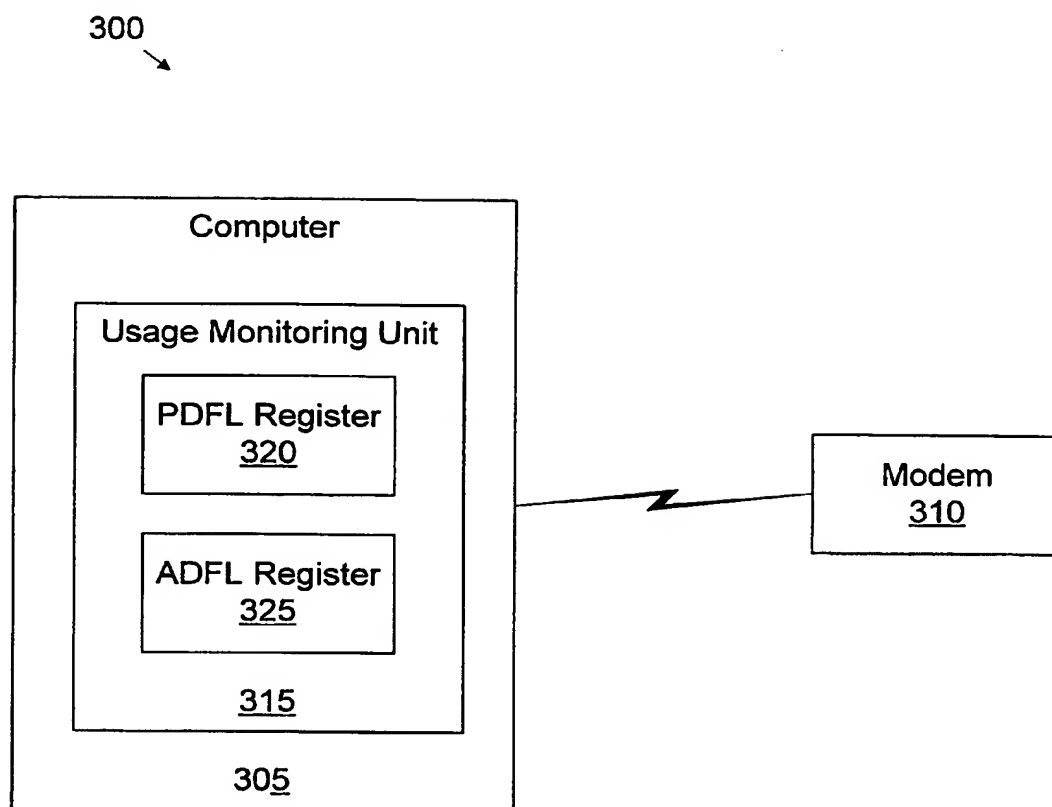 300
Computer
Usage Monitoring Unit
PDFL Register
320
ADFL Register
325
315
305
Modem
310